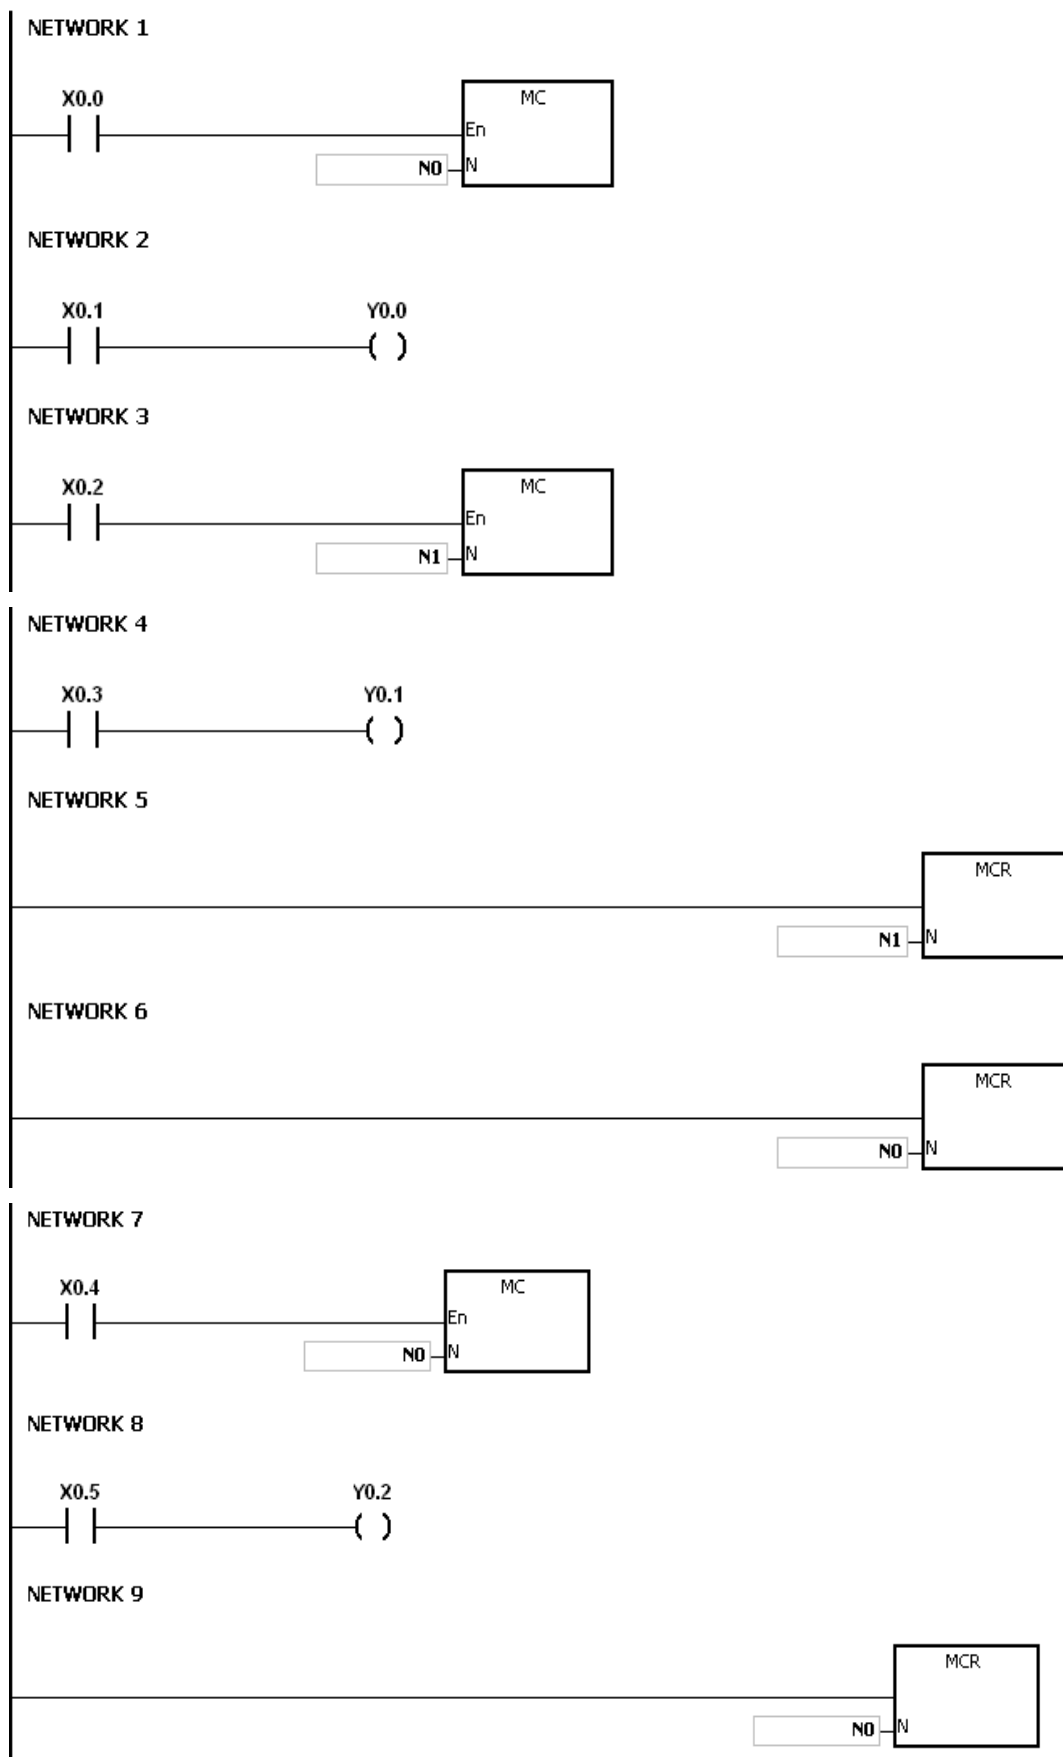 NETWORK 1
X0.0
MC
En
N0 N
NETWORK 2
X0.1 Y0.0
NETWORK 3
X0.2
MC
En
N1 N
NETWORK 4
X0.3 Y0.1
NETWORK 5
MCR
N1 N
NETWORK 6
MCR
N0 N
NETWORK 7
X0.4
MC
En
N0 N
NETWORK 8
X0.5 Y0.2
NETWORK 9
MCR
N0 N